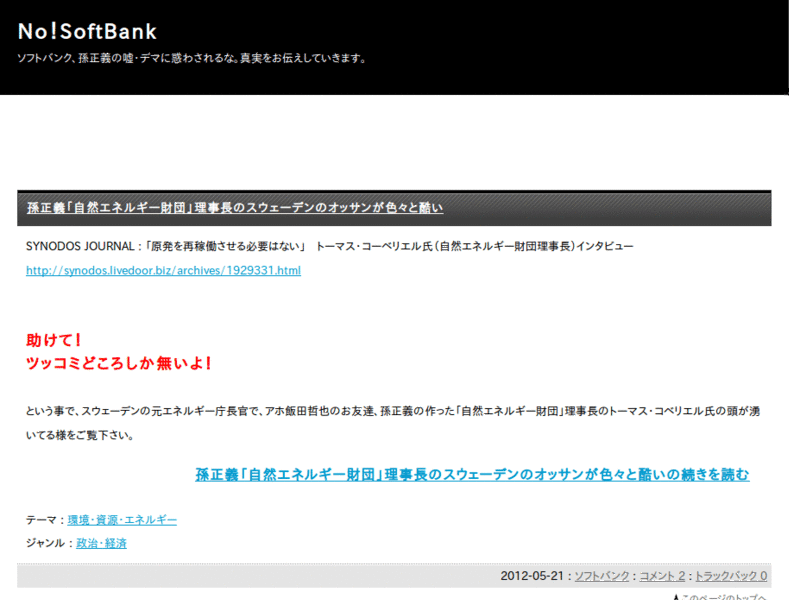 No!SoftBank
ソフトバンク、孫正義の嘘・デマに惑わされるな。真実をお伝えしていきます。
孫正義「自然エネルギー財団」理事長のスウェーデンのオッサンが色々と酷い
SYNODOS JOURNAL : 「原発を再稼働させる必要はない」 トーマス・コーベリエル氏（自然エネルギー財団理事長）インタビュー
http://synodos.livedoor.biz/archives/1929331.html
助けて！
ツッコミどころしか無いよ！
という事で、スウェーデンの元エネルギー庁長官で、アホ飯田哲也のお友達、孫正義の作った「自然エネルギー財団」理事長のトーマス・コベリエル氏の頭が湧
いてる様をご覧下さい。
孫正義「自然エネルギー財団」理事長のスウェーデンのオッサンが色々と酷いの続きを読む
テーマ : 環境・資源・エネルギー
ジャンル : 政治・経済
2012-05-21 : ソフトバンク : コメント 2 : トラックバック 0
▲このページのトップへ